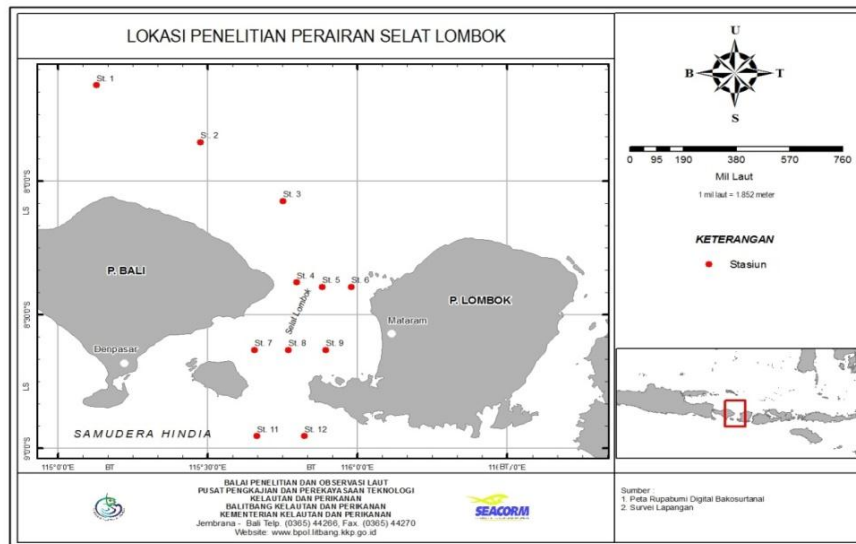 LOKASI PENELITIAN PERAIRAN SELAT LOMBOK
St. 1
St. 2
8°0'0"S
LS
St. 3
P. BALI
St. 4
St. 5
St. 6
P. LOMBOK
Selat Lombok
8°30'0"S
Mataram
Denpasar
St. 7
St. 8
St. 9
LS
SAMUDERA HINDIA
St. 11
St. 12
9°0'0"S
115°0'0"E
BT
115°30'0"E
BT
116°0'0"E
BT
U
B
T
S
0 95 190 380 570 760
Mil Laut
1 mil laut = 1.852 meter
KETERANGAN
Stasiun
BALAI PENELITIAN DAN OBSERVASI LAUT
PUSAT PENGKAJIAN DAN PEREKAYASAAN TEKNOLOGI
KELAUTAN DAN PERIKANAN
BALITBANG KELAUTAN DAN PERIKANAN
KEMENTERIAN KELAUTAN DAN PERIKANAN
Jembrana - Bali Telp. (0365) 44266, Fax. (0365) 44270
Website: www.bpol.litbang.kkp.go.id
SEACORM
Sumber :
1. Peta Rupabumi Digital Bakosurtanal
2. Survei Lapangan